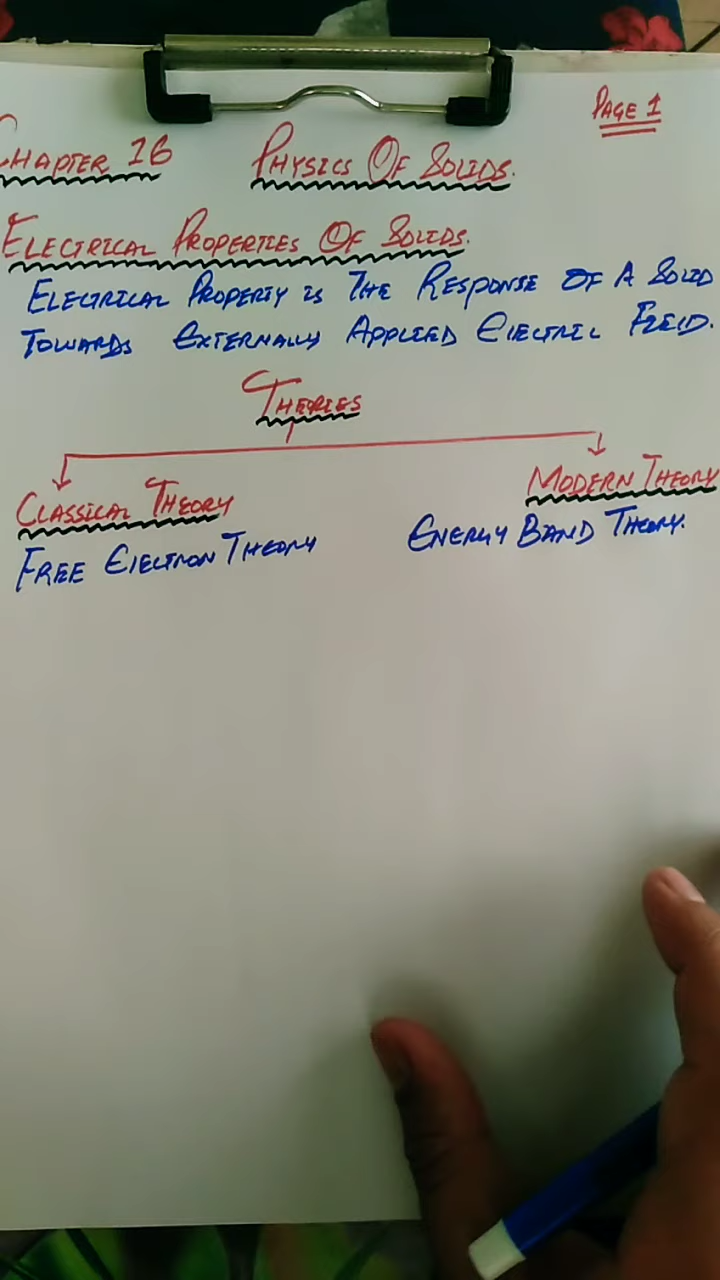 PAGE 1
CHAPTER 16 PHYSICS OF SOLIDS.
ELECTRICAL PROPERTIES OF SOLIDS.
ELECTRICAL PROPERTY IS THE RESPONSE OF A SOLID
TOWARDS EXTERNALLY APPLIED ELECTRIC FIELD.
THEORIES
CLASSICAL THEORY MODERN THEORY
FREE ELECTRON THEORY ENERGY BAND THEORY.